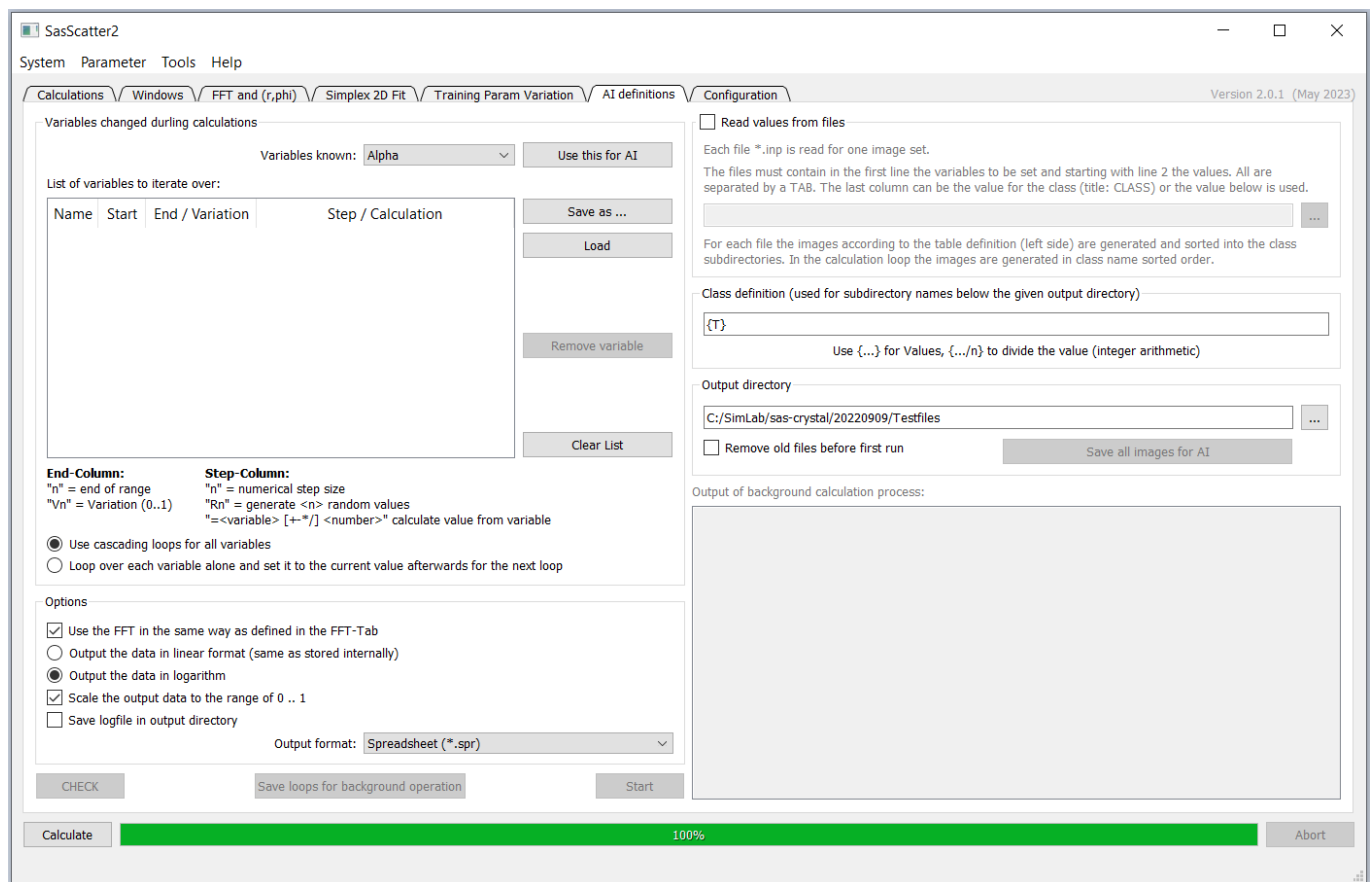 SasScatter2
System Parameter Tools Help
Calculations Windows FFT and (r,phi) Simplex 2D Fit Training Param Variation AI definitions Configuration Version 2.0.1 (May 2023)
Variables changed durling calculations
Variables known: Alpha Use this for AI
List of variables to iterate over:
Name Start End / Variation Step / Calculation
Save as ...
Load
Remove variable
Clear List
End-Column: Step-Column:
"n" = end of range "n" = numerical step size
"Vn" = Variation (0..1) "Rn" = generate <n> random values
"=<variable> [+-*/] <number>" calculate value from variable
Use cascading loops for all variables
Loop over each variable alone and set it to the current value afterwards for the next loop
Options
Use the FFT in the same way as defined in the FFT-Tab
Output the data in linear format (same as stored internally)
Output the data in logarithm
Scale the output data to the range of 0 .. 1
Save logfile in output directory
Output format: Spreadsheet (*.spr)
CHECK Save loops for background operation Start
Read values from files
Each file *.inp is read for one image set.
The files must contain in the first line the variables to be set and starting with line 2 the values. All are
separated by a TAB. The last column can be the value for the class (title: CLASS) or the value below is used.
...
For each file the images according to the table definition (left side) are generated and sorted into the class
subdirectories. In the calculation loop the images are generated in class name sorted order.
Class definition (used for subdirectory names below the given output directory)
{T}
Use {...} for Values, {.../n} to divide the value (integer arithmetic)
Output directory
C:/SimLab/sas-crystal/20220909/Testfiles ...
Remove old files before first run Save all images for AI
Output of background calculation process:
Calculate 100% Abort